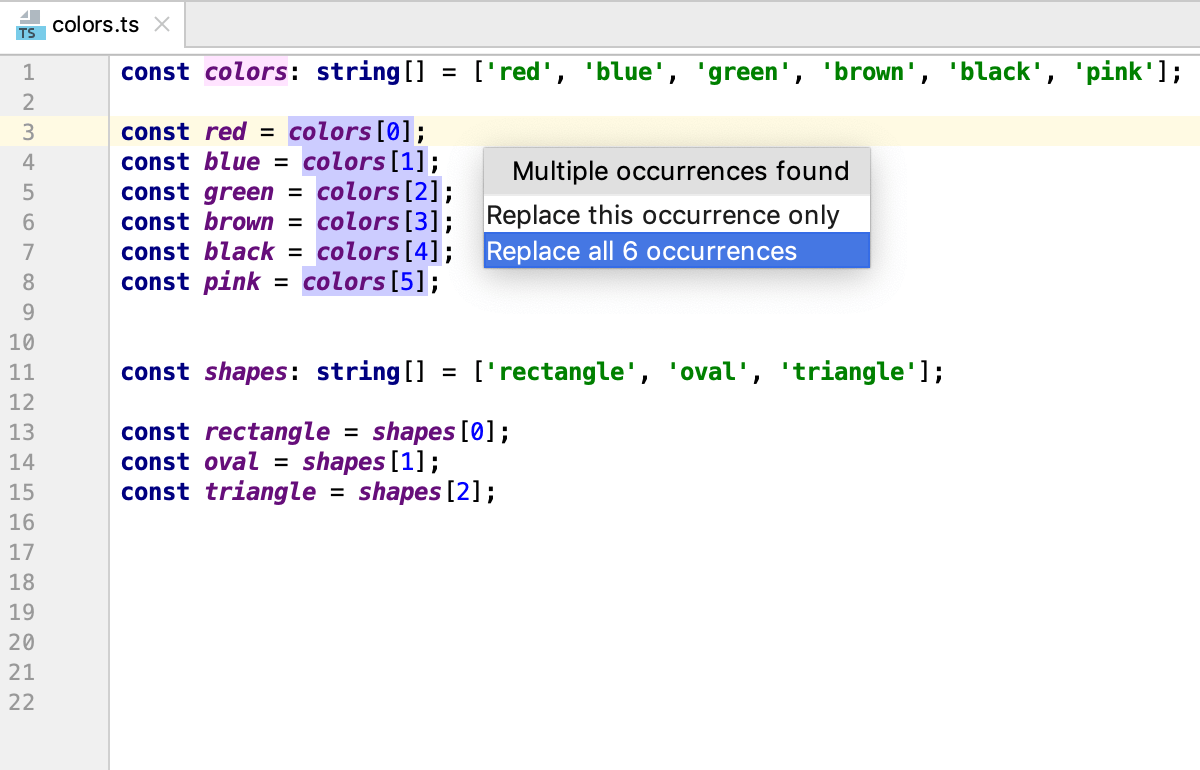 TS colors.ts
1 const colors: string[] = ['red', 'blue', 'green', 'brown', 'black', 'pink'];
2
3 const red = colors[0];
4 const blue = colors[1];
5 const green = colors[2];
6 const brown = colors[3];
7 const black = colors[4];
8 const pink = colors[5];
Multiple occurrences found
Replace this occurrence only
Replace all 6 occurrences
9
10
11 const shapes: string[] = ['rectangle', 'oval', 'triangle'];
12
13 const rectangle = shapes[0];
14 const oval = shapes[1];
15 const triangle = shapes[2];
16
17
18
19
20
21
22